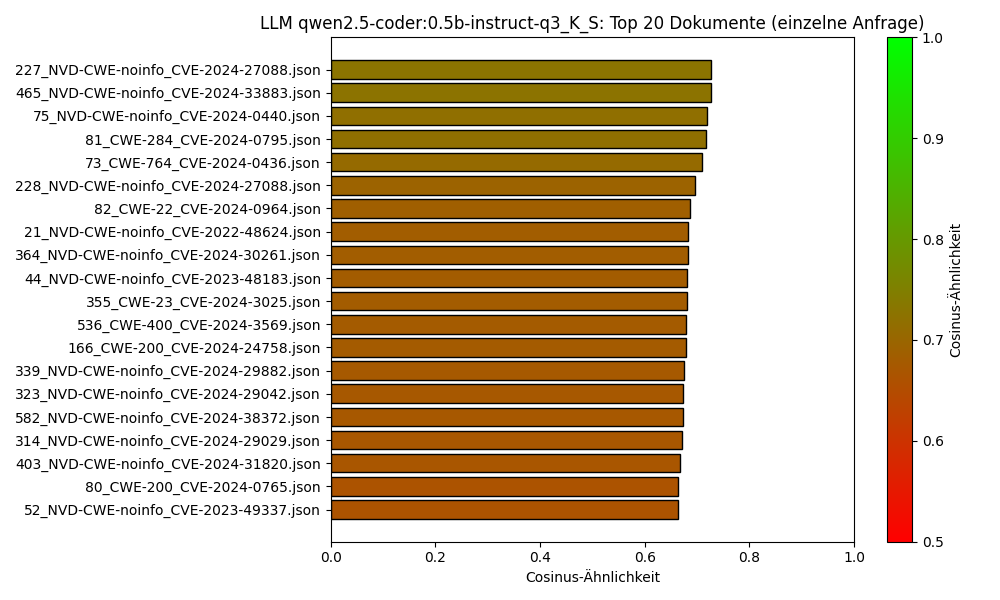 LLM qwen2.5-coder:0.5b-instruct-q3_K_S: Top 20 Dokumente (einzelne Anfrage)
227_NVD-CWE-noinfo_CVE-2024-27088.json
465_NVD-CWE-noinfo_CVE-2024-33883.json
75_NVD-CWE-noinfo_CVE-2024-0440.json
81_CWE-284_CVE-2024-0795.json
73_CWE-764_CVE-2024-0436.json
228_NVD-CWE-noinfo_CVE-2024-27088.json
82_CWE-22_CVE-2024-0964.json
21_NVD-CWE-noinfo_CVE-2022-48624.json
364_NVD-CWE-noinfo_CVE-2024-30261.json
44_NVD-CWE-noinfo_CVE-2023-48183.json
355_CWE-23_CVE-2024-3025.json
536_CWE-400_CVE-2024-3569.json
166_CWE-200_CVE-2024-24758.json
339_NVD-CWE-noinfo_CVE-2024-29882.json
323_NVD-CWE-noinfo_CVE-2024-29042.json
582_NVD-CWE-noinfo_CVE-2024-38372.json
314_NVD-CWE-noinfo_CVE-2024-29029.json
403_NVD-CWE-noinfo_CVE-2024-31820.json
80_CWE-200_CVE-2024-0765.json
52_NVD-CWE-noinfo_CVE-2023-49337.json
0.0 0.2 0.4 0.6 0.8 1.0
Cosinus-Ähnlichkeit
1.0
0.9
0.8
0.7
0.6
0.5
Cosinus-Ähnlichkeit